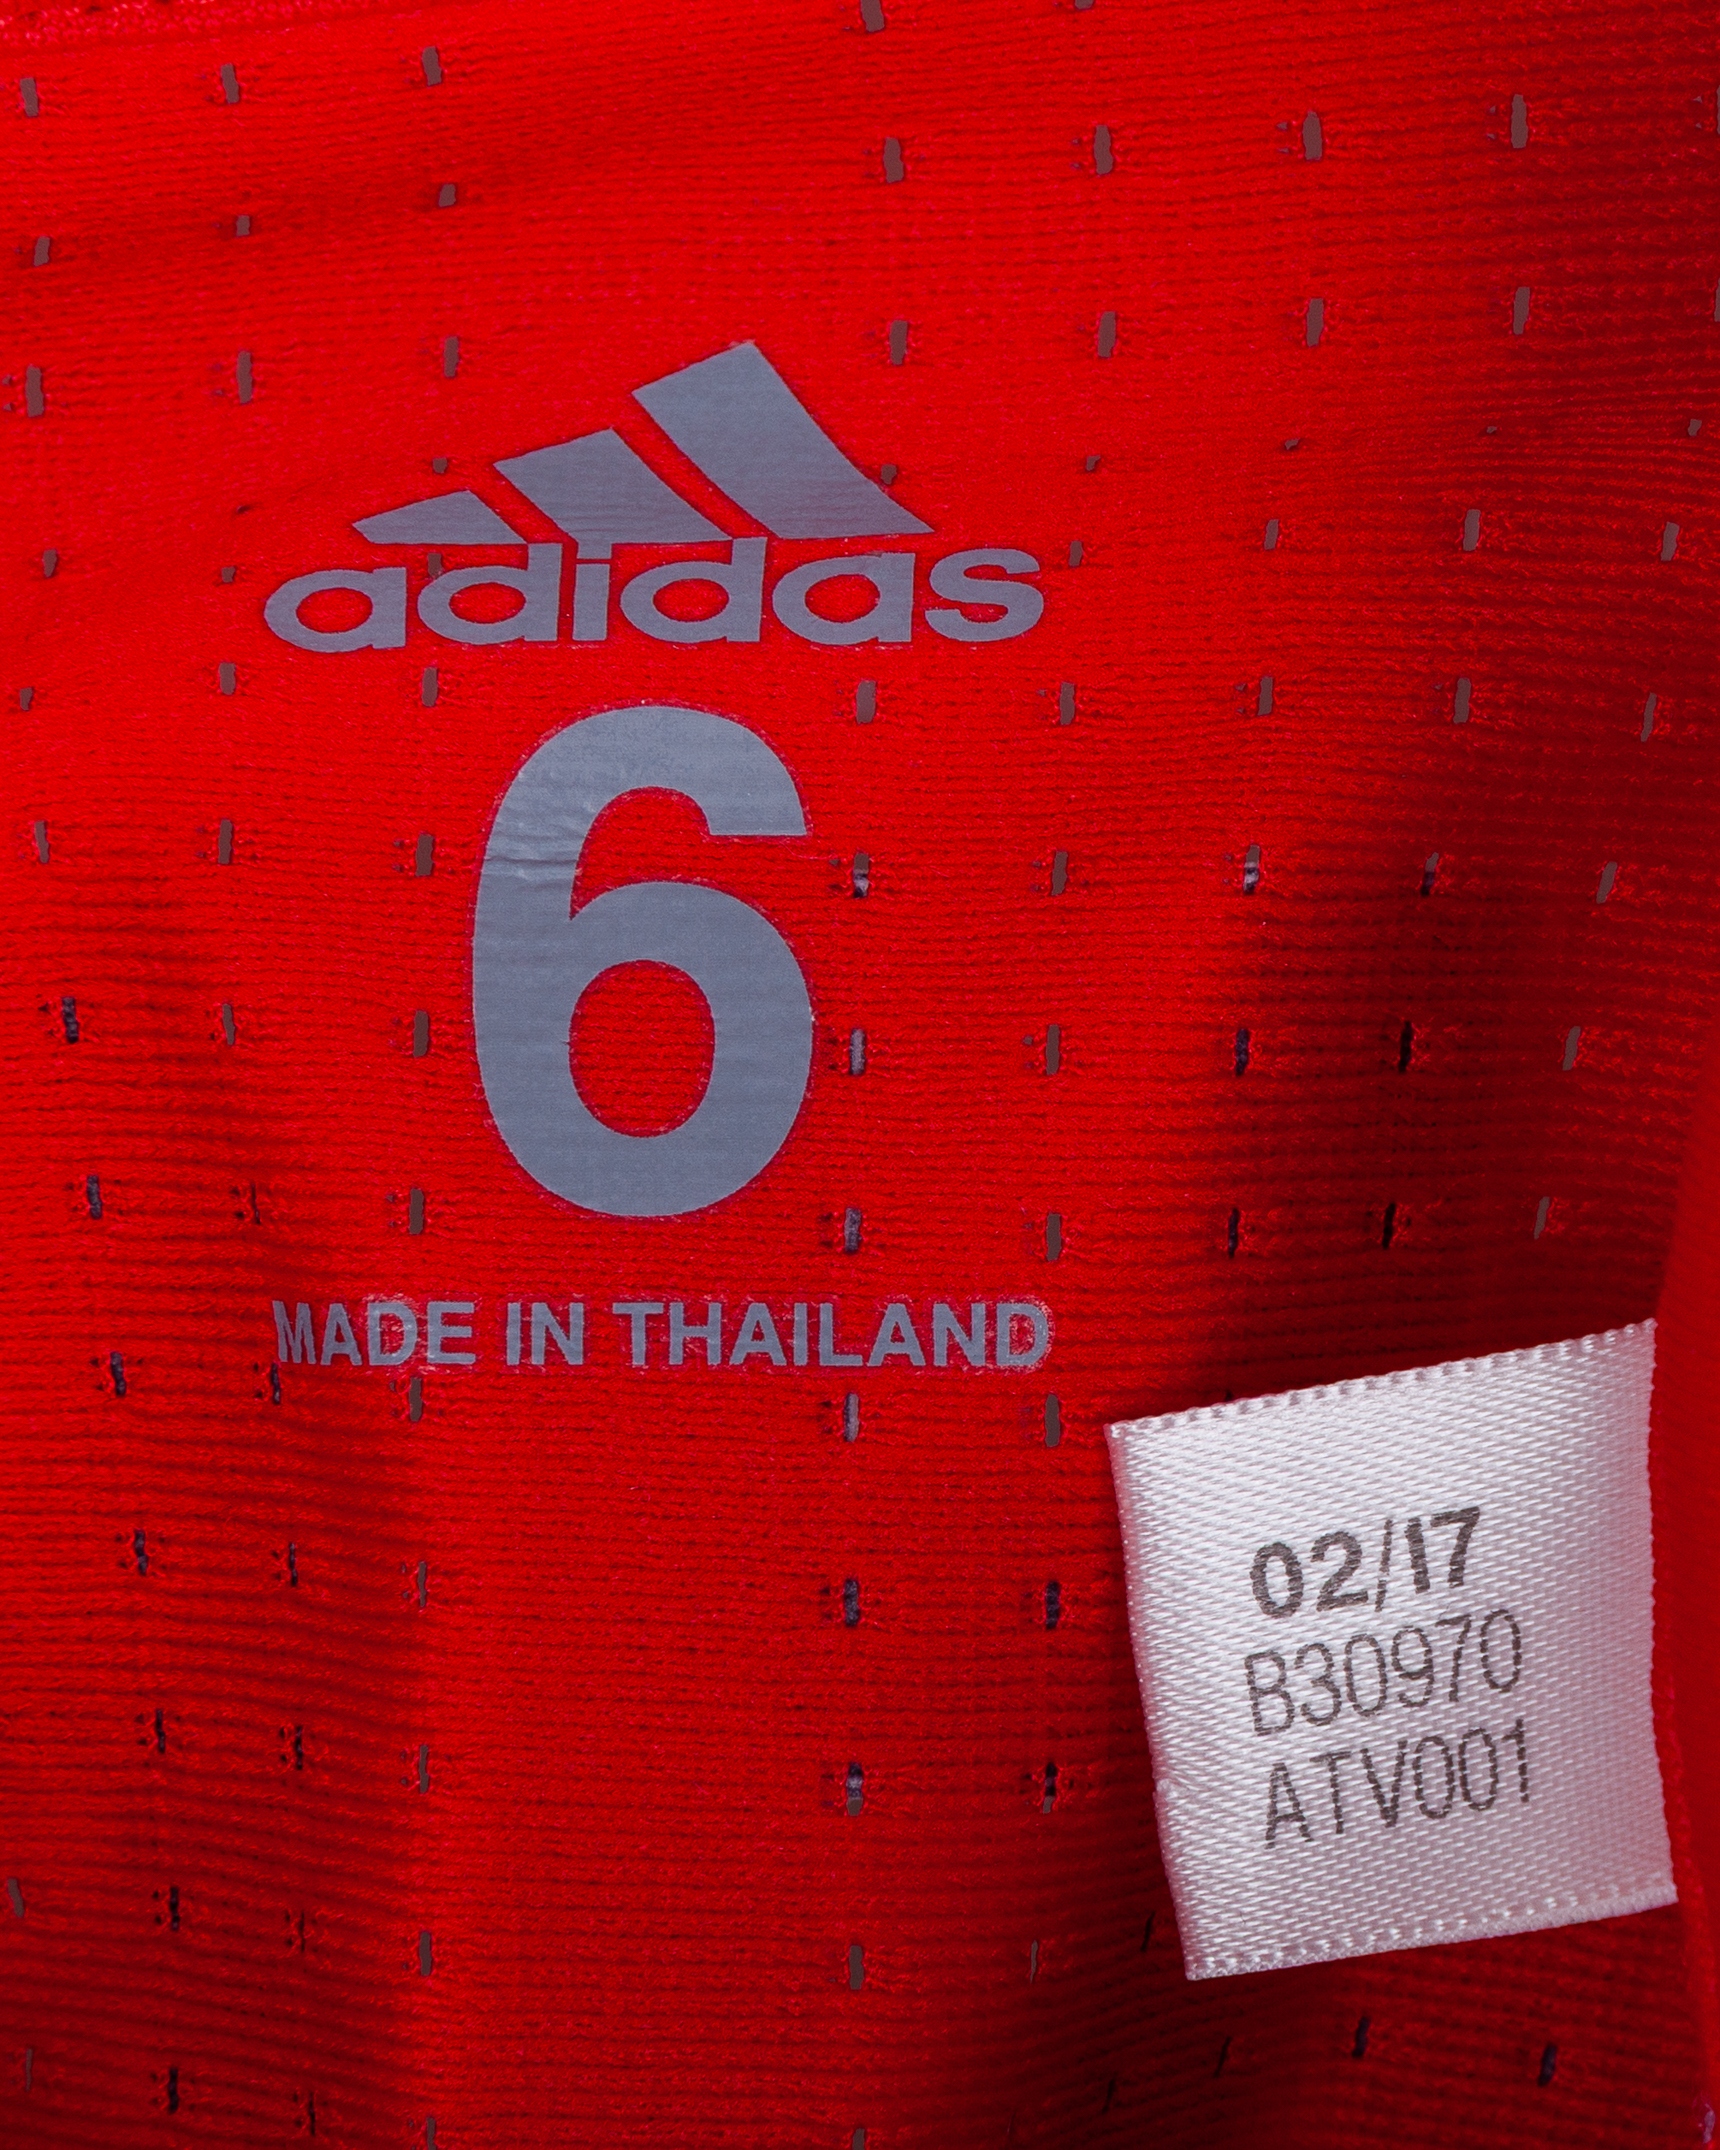 adidas
6
MADE IN THAILAND
02/17
B30970
ATV001